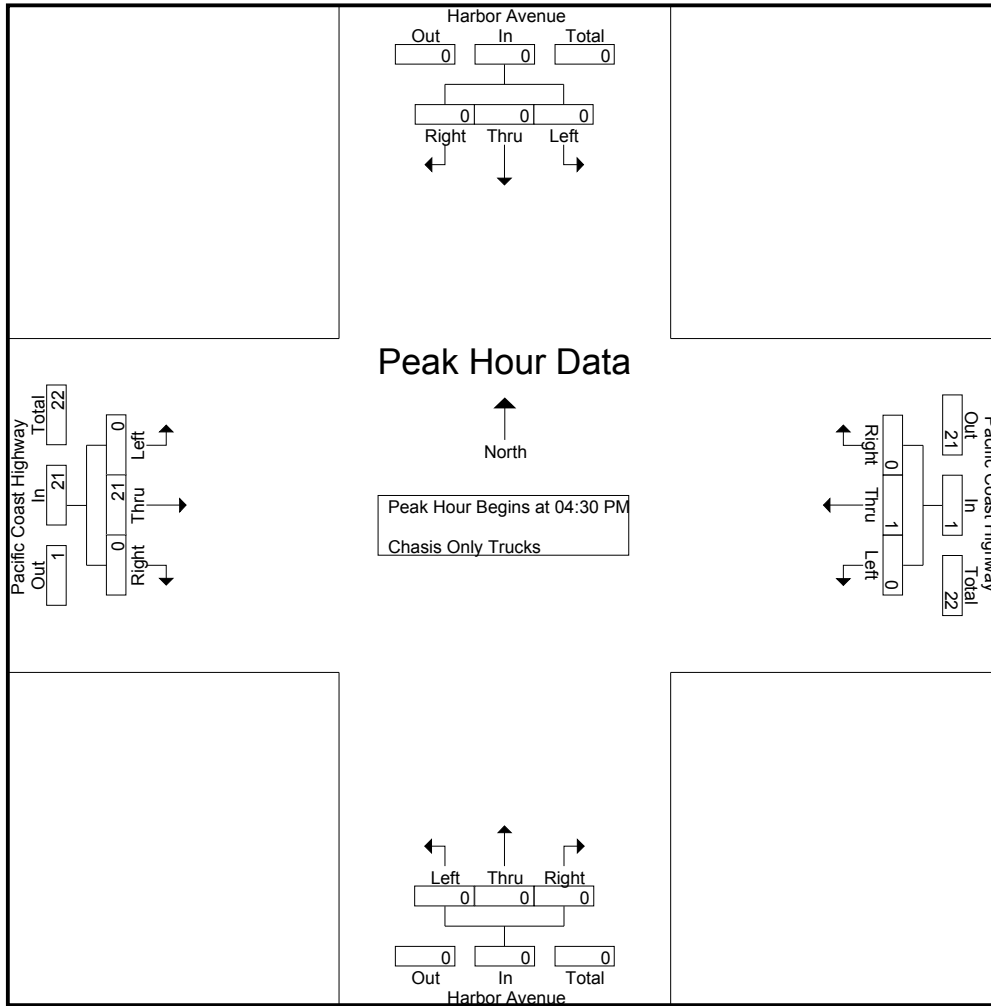 Harbor Avenue
Out In Total
0 0 0
0 0 0
Right Thru Left
Peak Hour Data
North
Peak Hour Begins at 04:30 PM
Chasis Only Trucks
Pacific Coast Highway
Out In Total
1 21 22
0 21 0
Right Thru Left
Pacific Coast Highway
Out In Total
21 1 22
0 1 0
Right Thru Left
Left Thru Right
0 0 0
0 0 0
Out In Total
Harbor Avenue